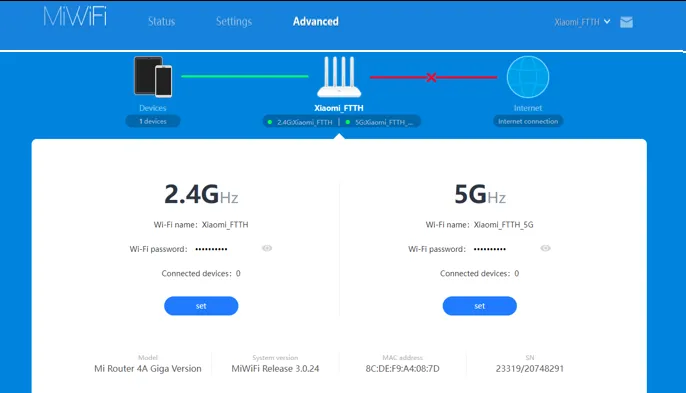 MiWiFi Status Settings Advanced Xiaomi_FTTH
Devices Xiaomi_FTTH Internet
1 devices 2.4G:Xiaomi_FTTH | 5G:Xiaomi_FTTH_... Internet connection
2.4GHz 5GHz
Wi-Fi name: Xiaomi_FTTH Wi-Fi name: Xiaomi_FTTH_5G
Wi-Fi password: •••••••••• Wi-Fi password: ••••••••••
Connected devices: 0 Connected devices: 0
set set
Model System version MAC address SN
Mi Router 4A Giga Version MiWiFi Release 3.0.24 8C:DE:F9:A4:08:7D 23319/20748291